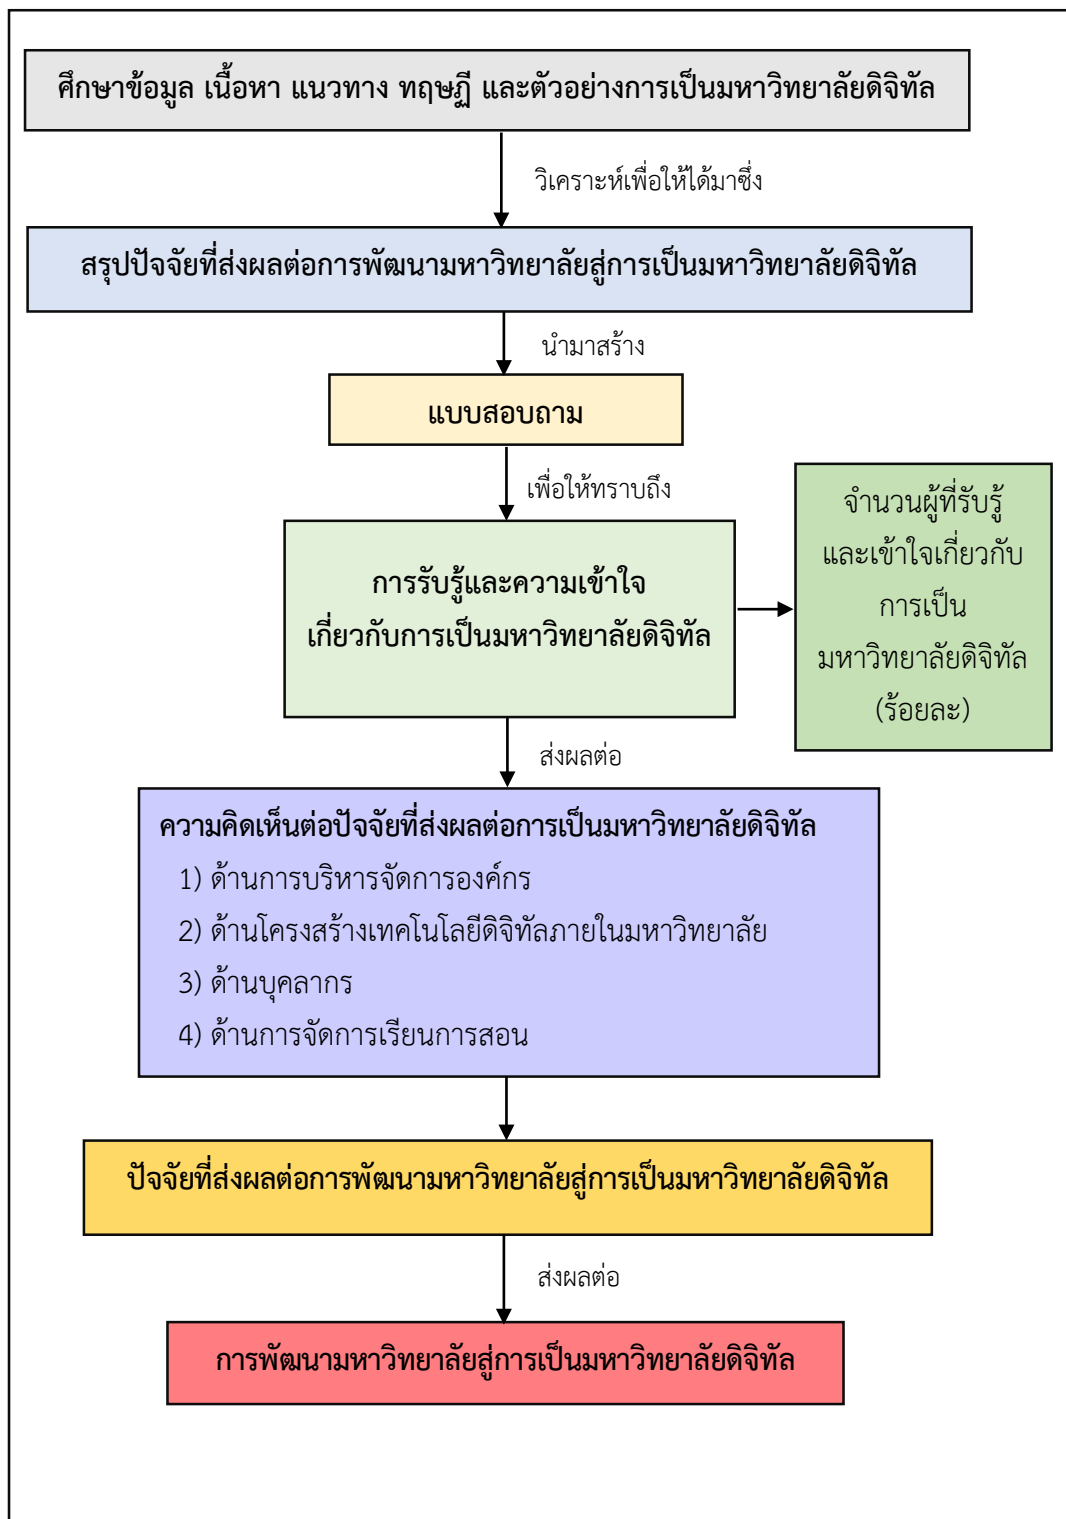 ศึกษาข้อมูล เนื้อหา แนวทาง ทฤษฏี และตัวอย่างการเป็นมหาวิทยาลัยดิจิทัล
วิเคราะห์เพื่อให้ได้มาซึ่ง
สรุปปัจจัยที่ส่งผลต่อการพัฒนามหาวิทยาลัยสู่การเป็นมหาวิทยาลัยดิจิทัล
นำมาสร้าง
แบบสอบถาม
เพื่อให้ทราบถึง
การรับรู้และความเข้าใจ
เกี่ยวกับการเป็นมหาวิทยาลัยดิจิทัล
จำนวนผู้ที่รับรู้
และเข้าใจเกี่ยวกับ
การเป็น
มหาวิทยาลัยดิจิทัล
(ร้อยละ)
ส่งผลต่อ
ความคิดเห็นต่อปัจจัยที่ส่งผลต่อการเป็นมหาวิทยาลัยดิจิทัล
1) ด้านการบริหารจัดการองค์กร
2) ด้านโครงสร้างเทคโนโลยีดิจิทัลภายในมหาวิทยาลัย
3) ด้านบุคลากร
4) ด้านการจัดการเรียนการสอน
ปัจจัยที่ส่งผลต่อการพัฒนามหาวิทยาลัยสู่การเป็นมหาวิทยาลัยดิจิทัล
ส่งผลต่อ
การพัฒนามหาวิทยาลัยสู่การเป็นมหาวิทยาลัยดิจิทัล